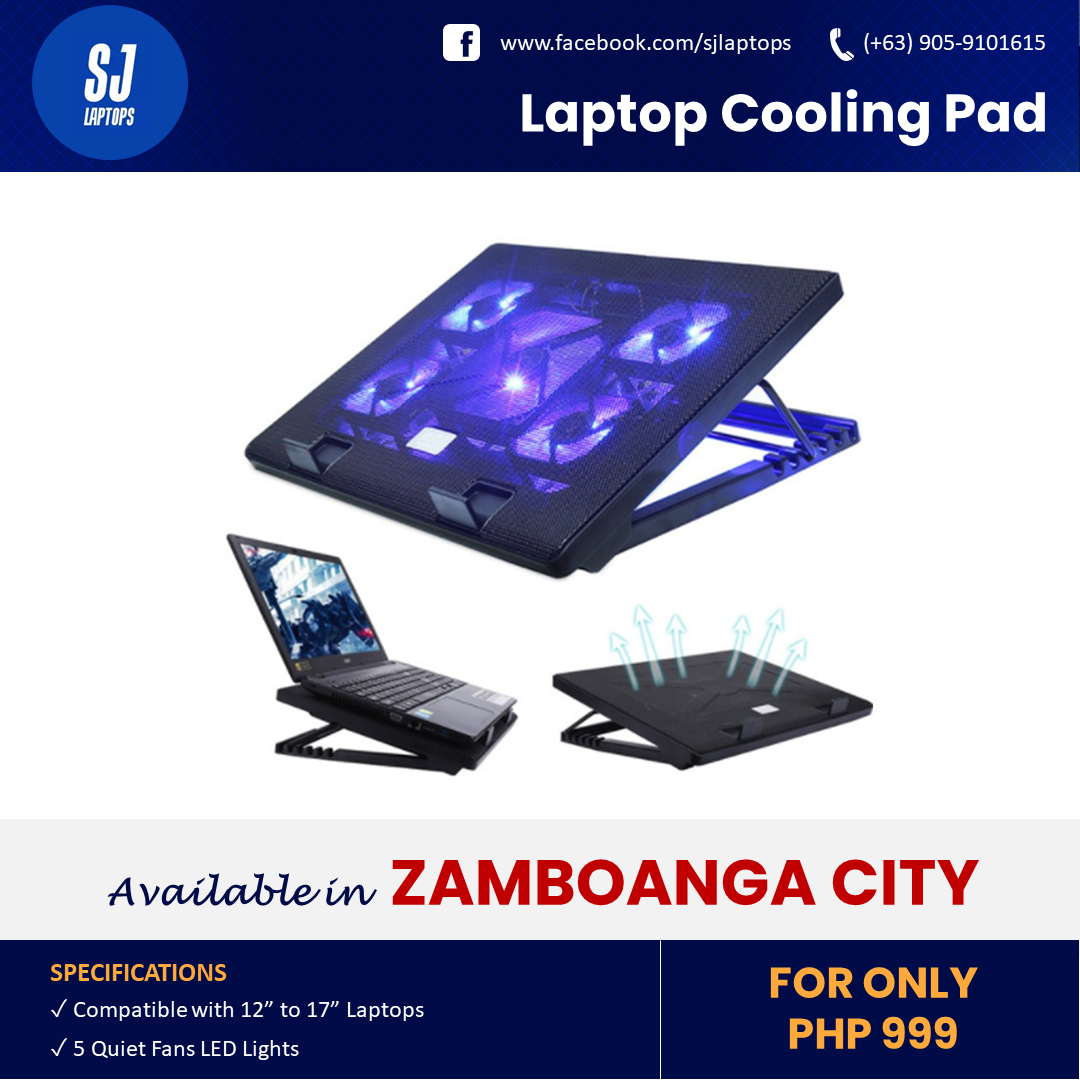 SJ
LAPTOPS
www.facebook.com/sjlaptops
(+63) 905-9101615
Laptop Cooling Pad
Available in ZAMBOANGA CITY
SPECIFICATIONS
✓ Compatible with 12” to 17” Laptops
✓ 5 Quiet Fans LED Lights
FOR ONLY
PHP 999